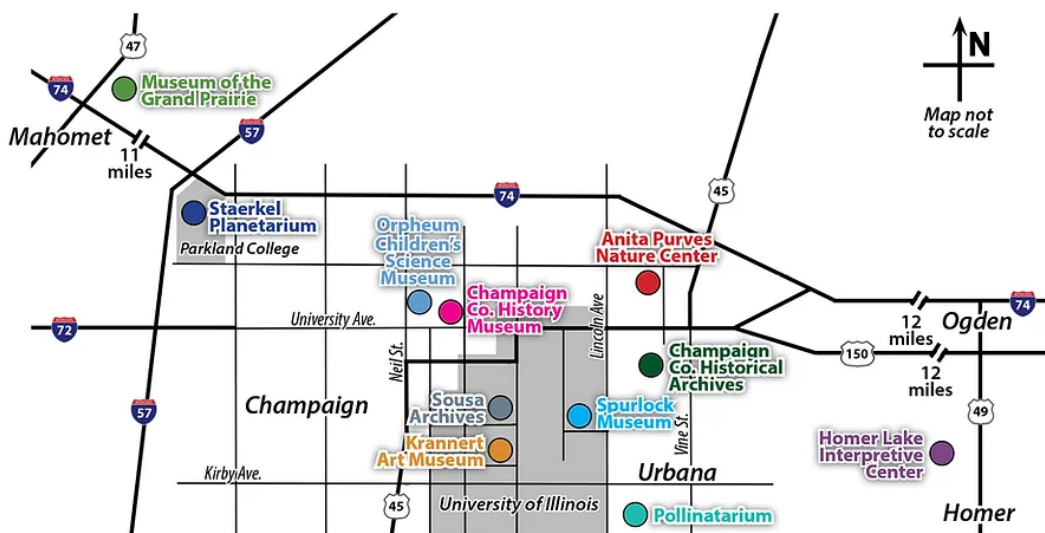 47
74
Museum of the
Grand Prairie
N
Map not
to scale
Mahomet
57
11
miles
74
45
Staerkel
Planetarium
Parkland College
Orpheum
Children's
Science
Museum
Anita Purves
Nature Center
Champaign
Co. History
Museum
University Ave.
Lincoln Ave
72
74
12
miles
Ogden
150
12
miles
Neil St.
Champaign
Co. Historical
Archives
57
Champaign
Sousa
Archives
Spurlock
Museum
Vine St.
49
Krannert
Art Museum
Homer Lake
Interpretive
Center
Kirby Ave.
Urbana
45
University of Illinois
Pollinatarium
Homer